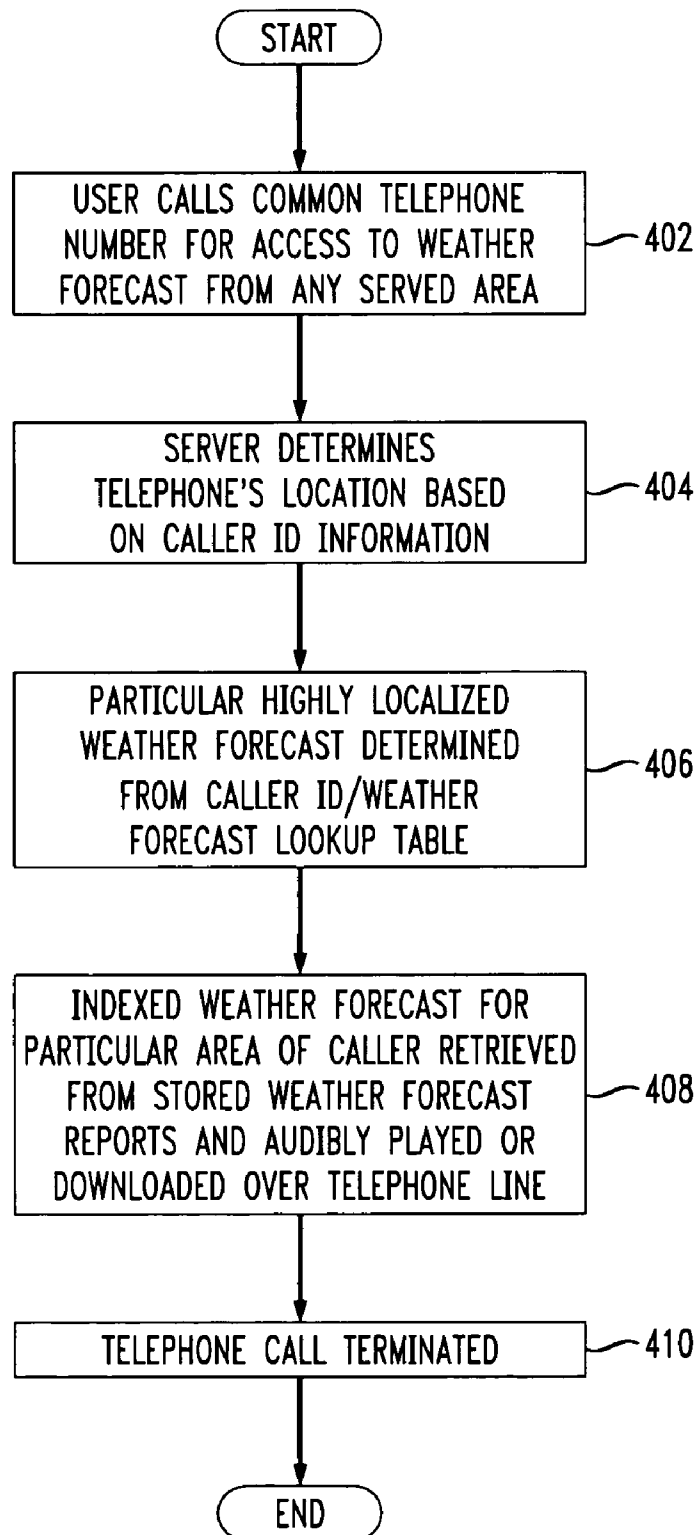 START
USER CALLS COMMON TELEPHONE
NUMBER FOR ACCESS TO WEATHER
FORECAST FROM ANY SERVED AREA
402
SERVER DETERMINES
TELEPHONE'S LOCATION BASED
ON CALLER ID INFORMATION
404
PARTICULAR HIGHLY LOCALIZED
WEATHER FORECAST DETERMINED
FROM CALLER ID/WEATHER
FORECAST LOOKUP TABLE
406
INDEXED WEATHER FORECAST FOR
PARTICULAR AREA OF CALLER RETRIEVED
FROM STORED WEATHER FORECAST
REPORTS AND AUDIBLY PLAYED OR
DOWNLOADED OVER TELEPHONE LINE
408
TELEPHONE CALL TERMINATED
410
END